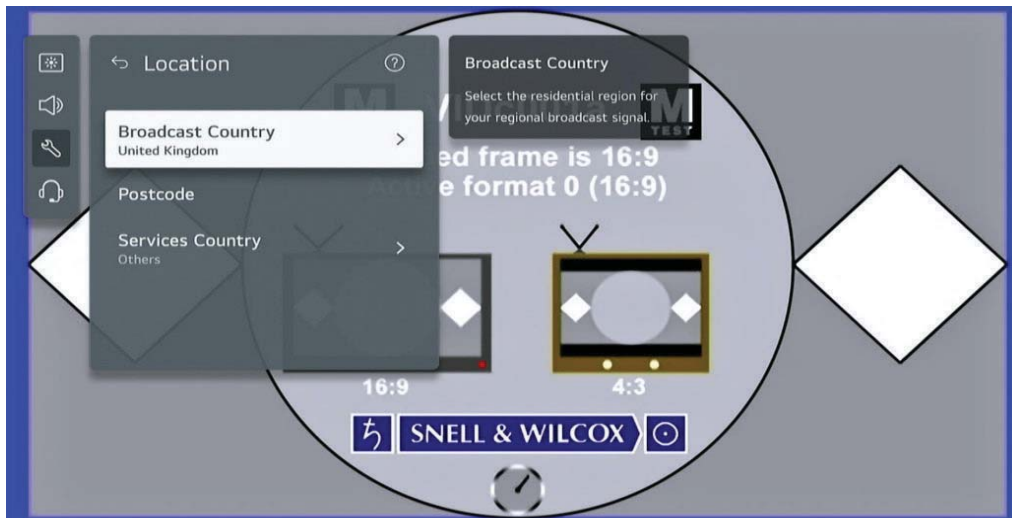 Location
Broadcast Country
United Kingdom
Postcode
Services Country
Others
Broadcast Country
Select the residential region for
your regional broadcast signal.
M
TEST
ed frame is 16:9
Active format 0 (16:9)
16:9
4:3
SNELL & WILCOX